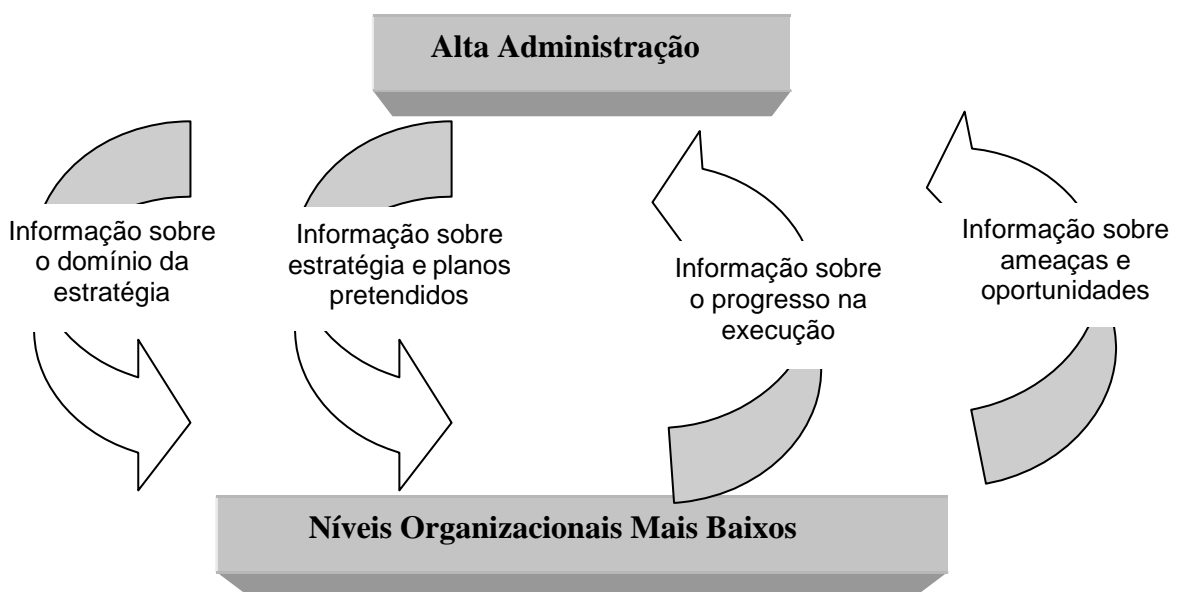 Alta Administração
Informação sobre
o domínio da
estratégia
Informação sobre
estratégia e planos
pretendidos
Informação sobre
o progresso na
execução
Informação sobre
ameaças e
oportunidades
Níveis Organizacionais Mais Baixos